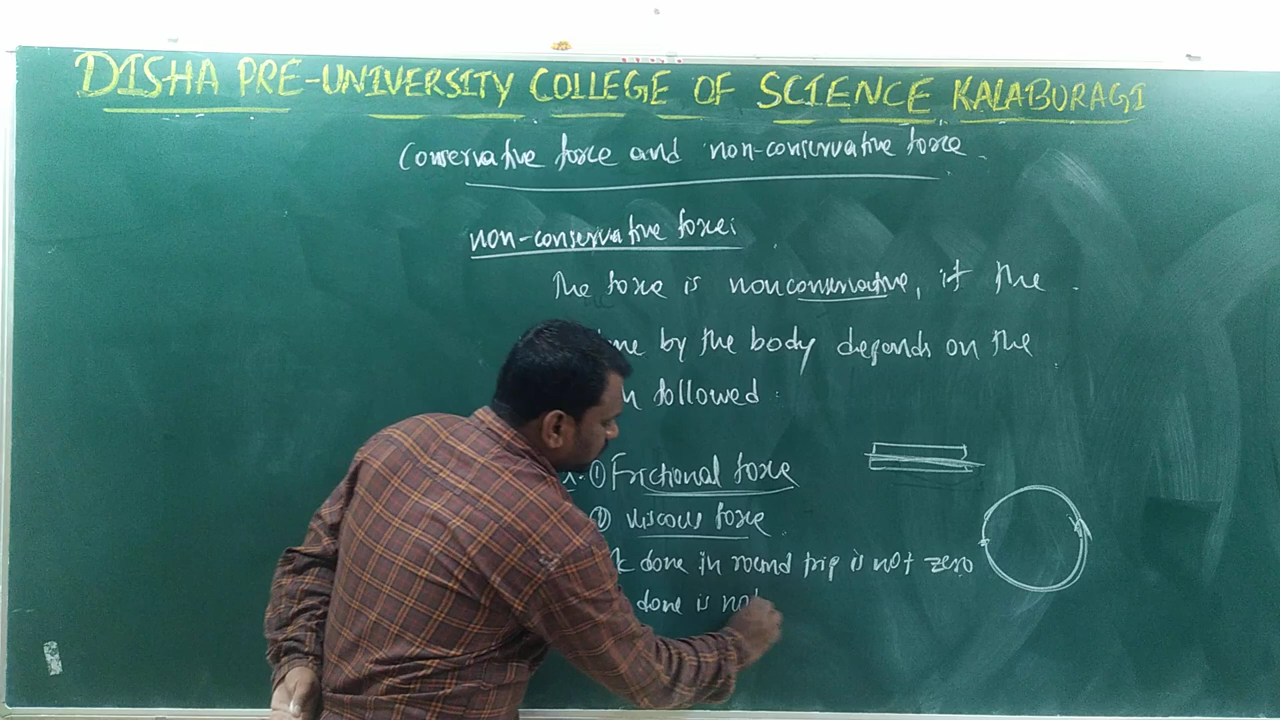 DISHA PRE-UNIVERSITY COLLEGE OF SCIENCE KALABURAGI
Conservative force and non-conservative force.
non-conservative force:
The force is nonconservative, if the
by the body depends on the
followed.
① Frictional force
② viscous force
done in round trip is not zero
done is not